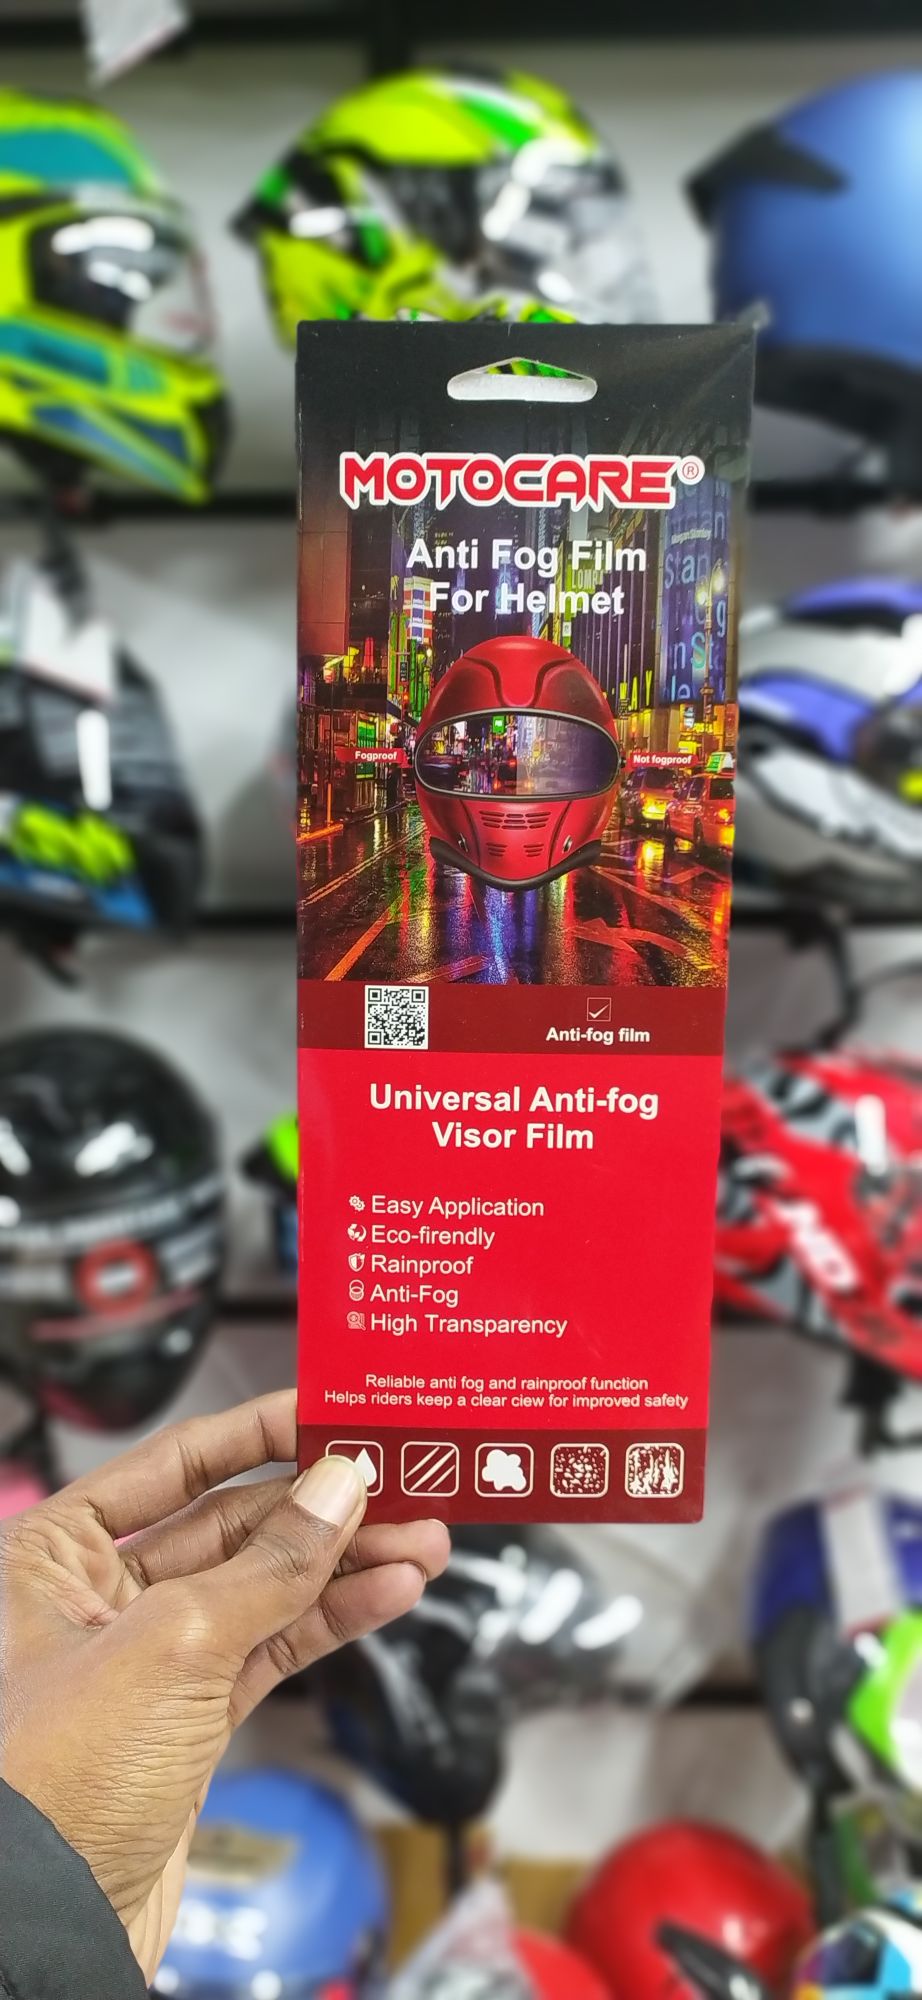 MOTOCARE®
Anti Fog Film
For Helmet
Fogproof
Not fogproof
Anti-fog film
Universal Anti-fog
Visor Film
Easy Application
Eco-firendly
Rainproof
Anti-Fog
High Transparency
Reliable anti fog and rainproof function
Helps riders keep a clear ciew for improved safety